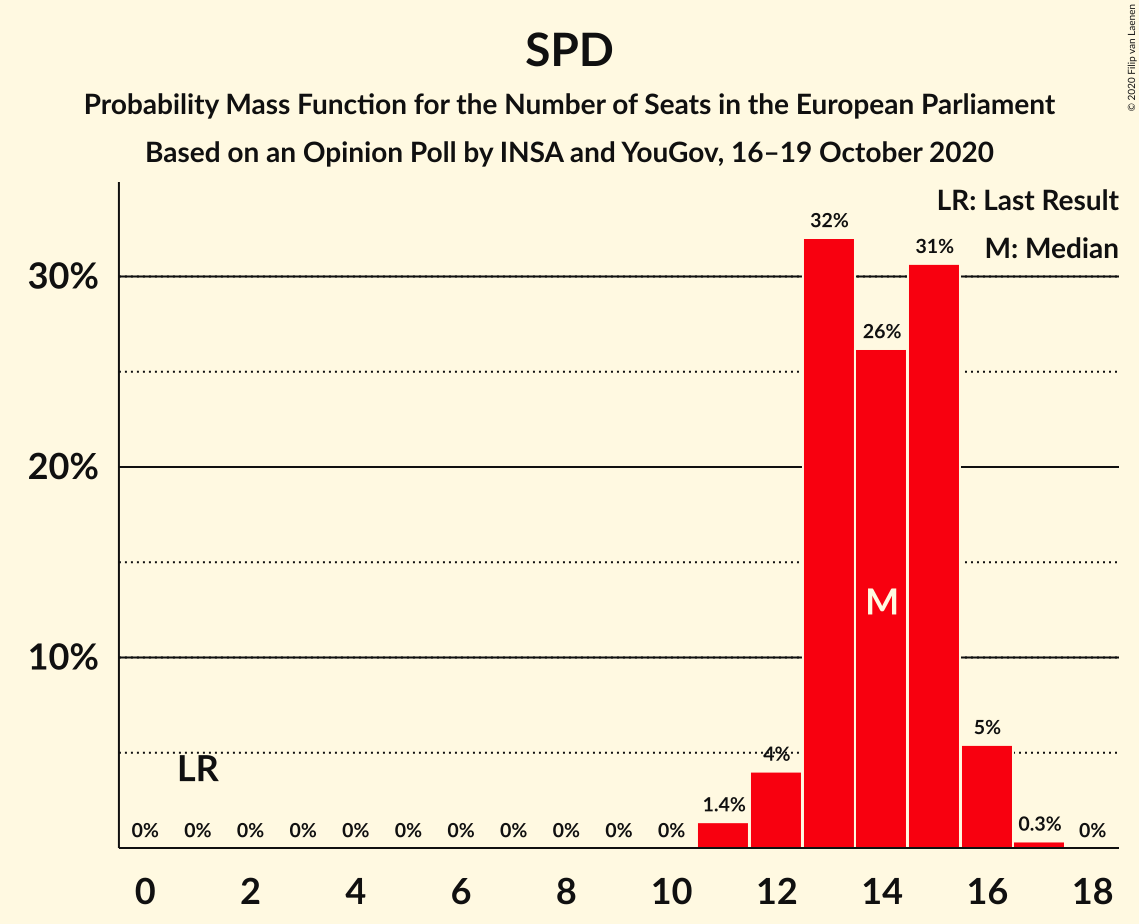 SPD
Probability Mass Function for the Number of Seats in the European Parliament
Based on an Opinion Poll by INSA and YouGov, 16–19 October 2020
© 2020 Filip van Laenen
LR: Last Result
M: Median
30%
20%
10%
32%
31%
26%
M
5%
4%
LR
1.4%
0.3%
0% 0% 0% 0% 0% 0% 0% 0% 0% 0% 0% 0%
0 2 4 6 8 10 12 14 16 18